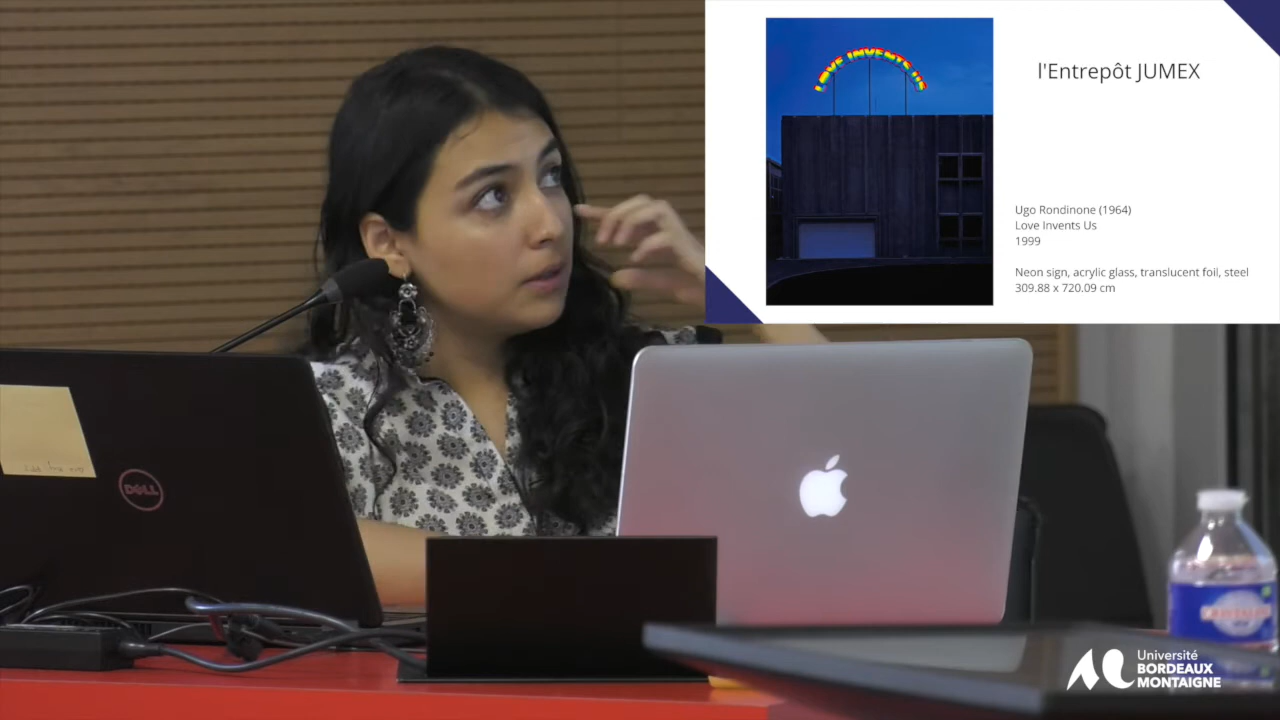 LOVE INVENTS US
l'Entrepôt JUMEX
Ugo Rondinone (1964)
Love Invents Us
1999
Neon sign, acrylic glass, translucent foil, steel
309.88 x 720.09 cm
DELL
Université
BORDEAUX
MONTAIGNE